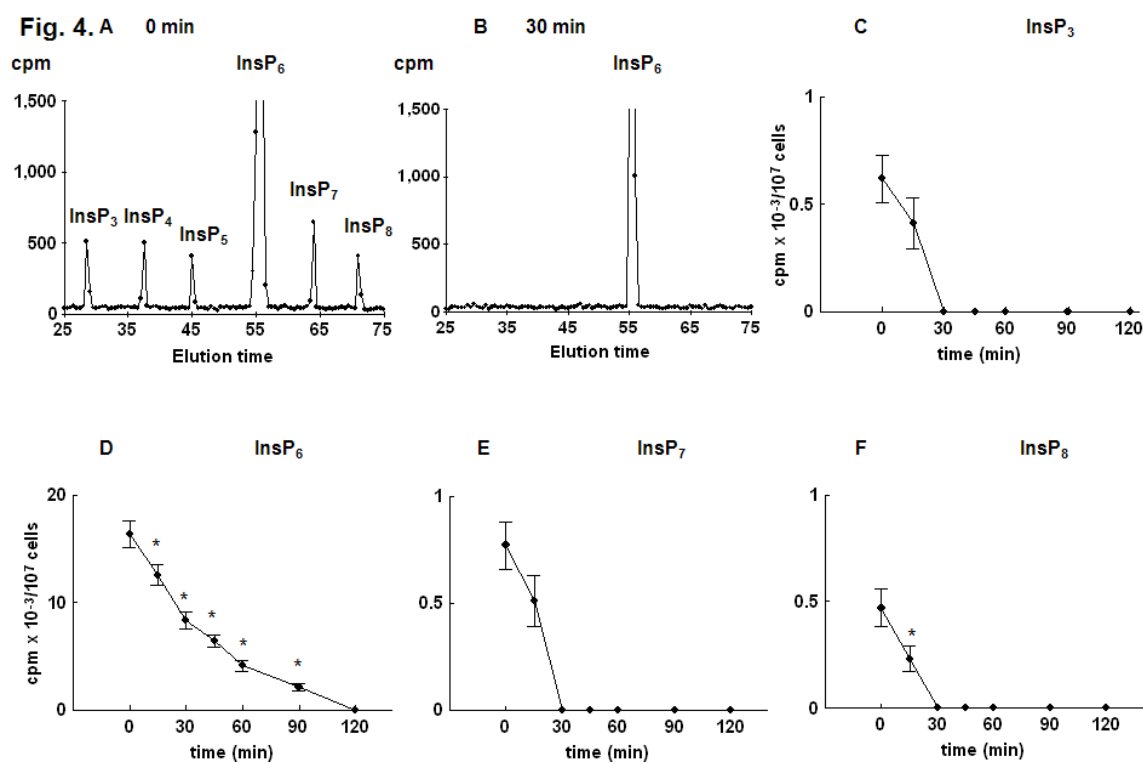 Fig. 4. A 0 min
B 30 min
C InsP₃
cpm
InsP₆
1,500
1,000
500
0
InsP₃
InsP₄
InsP₅
InsP₇
InsP₈
25 35 45 55 65 75
Elution time
cpm
InsP₆
1,500
1,000
500
0
25 35 45 55 65 75
Elution time
cpm x 10⁻³/10⁷ cells
1
0.5
0
0 30 60 90 120
time (min)
D InsP₆
cpm x 10⁻³/10⁷ cells
20
10
0
* * * * *
0 30 60 90 120
time (min)
E InsP₇
1
0.5
0
0 30 60 90 120
time (min)
F InsP₈
1
0.5
0
*
0 30 60 90 120
time (min)